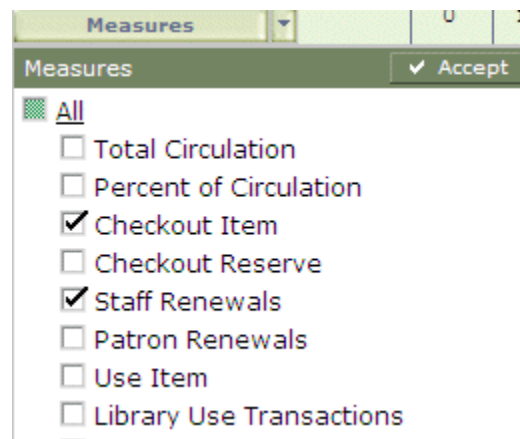 Measures
0
Measures
Accept
All
Total Circulation
Percent of Circulation
Checkout Item
Checkout Reserve
Staff Renewals
Patron Renewals
Use Item
Library Use Transactions